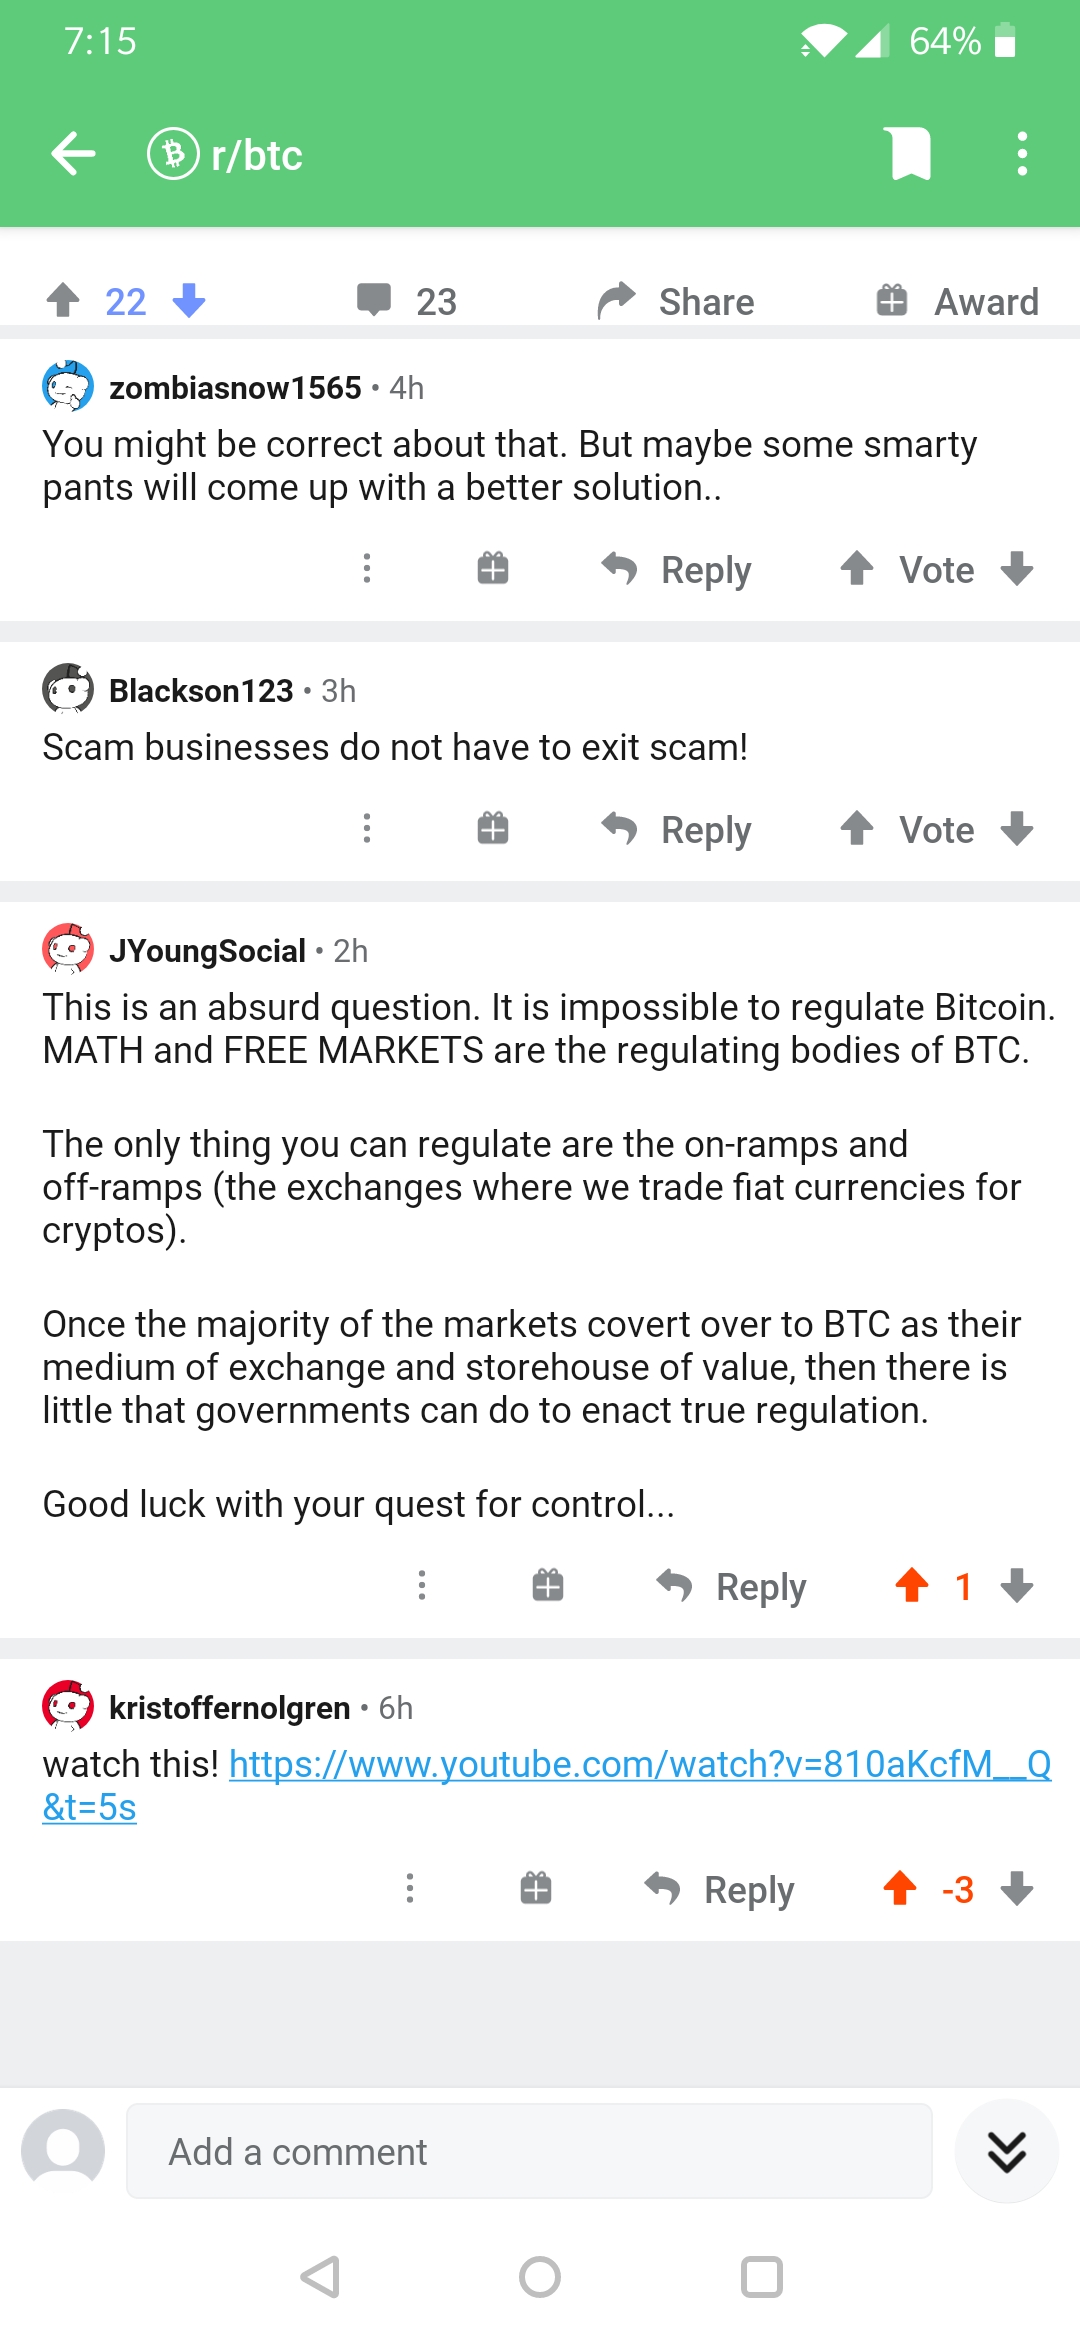 7:15
64%
r/btc
22
23
Share
Award
zombiasnow1565 • 4h
You might be correct about that. But maybe some smarty
pants will come up with a better solution..
Reply
Vote
Blackson123 • 3h
Scam businesses do not have to exit scam!
Reply
Vote
JYoungSocial • 2h
This is an absurd question. It is impossible to regulate Bitcoin.
MATH and FREE MARKETS are the regulating bodies of BTC.
The only thing you can regulate are the on-ramps and
off-ramps (the exchanges where we trade fiat currencies for
cryptos).
Once the majority of the markets covert over to BTC as their
medium of exchange and storehouse of value, then there is
little that governments can do to enact true regulation.
Good luck with your quest for control...
Reply
1
kristoffernolgren • 6h
watch this! https://www.youtube.com/watch?v=810aKcfM__Q
&t=5s
Reply
-3
Add a comment